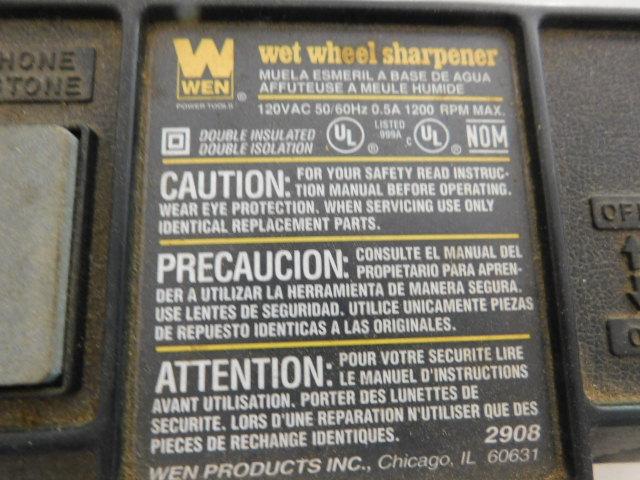 HONE
STONE
W
WEN ®
POWER TOOLS
wet wheel sharpener
MUELA ESMERIL A BASE DE AGUA
AFFUTEUSE A MEULE HUMIDE
120VAC 50/60Hz 0.5A 1200 RPM MAX.
DOUBLE INSULATED
DOUBLE ISOLATION
UL ® LISTED 999A C UL ® NOM
CAUTION: FOR YOUR SAFETY READ INSTRUC-
TION MANUAL BEFORE OPERATING.
WEAR EYE PROTECTION. WHEN SERVICING USE ONLY
IDENTICAL REPLACEMENT PARTS.
PRECAUCION: CONSULTE EL MANUAL DEL
PROPIETARIO PARA APREN-
DER A UTILIZAR LA HERRAMIENTA DE MANERA SEGURA.
USE LENTES DE SEGURIDAD. UTILICE UNICAMENTE PIEZAS
DE REPUESTO IDENTICAS A LAS ORIGINALES.
ATTENTION: POUR VOTRE SECURITE LIRE
LE MANUEL D'INSTRUCTIONS
AVANT UTILISATION. PORTER DES LUNETTES DE
SECURITE. LORS D'UNE REPARATION N'UTILISER QUE DES
PIECES DE RECHANGE IDENTIQUES. 2908
WEN PRODUCTS INC., Chicago, IL 60631
OF
O